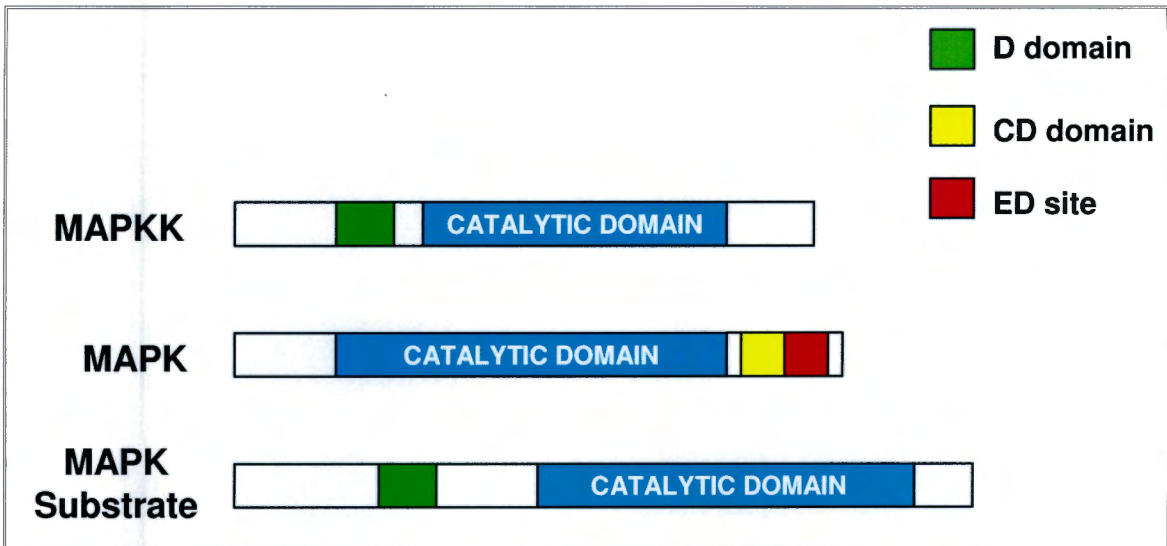 D domain
CD domain
ED site
MAPKK
CATALYTIC DOMAIN
MAPK
CATALYTIC DOMAIN
MAPK
Substrate
CATALYTIC DOMAIN